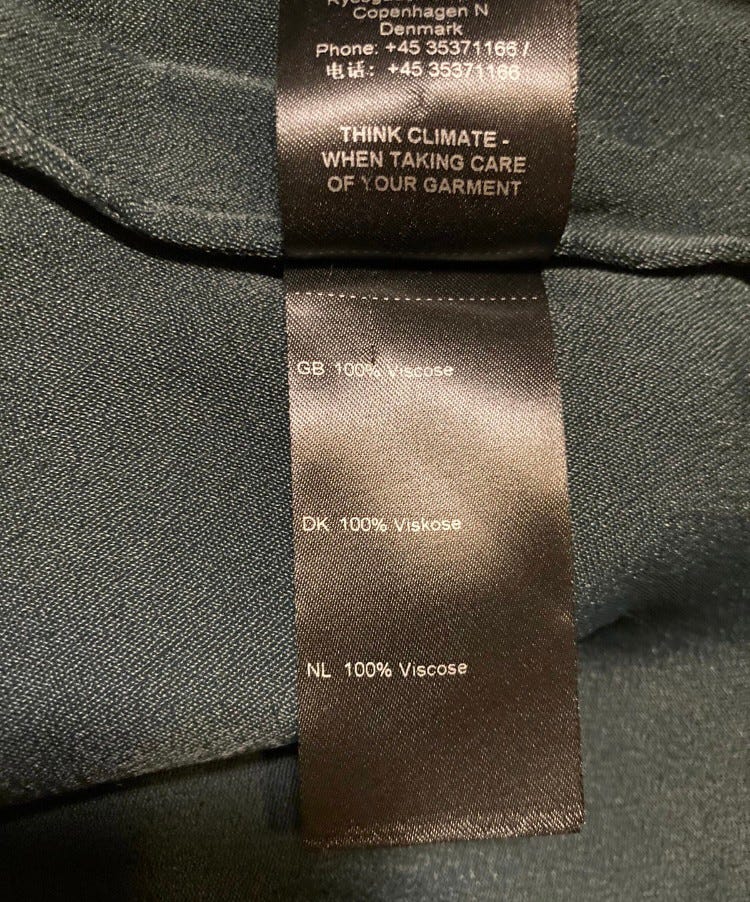 Copenhagen N
Denmark
Phone: +45 35371166 /
电话: +45 35371166
THINK CLIMATE -
WHEN TAKING CARE
OF YOUR GARMENT
GB 100% Viscose
DK 100% Viskose
NL 100% Viscose